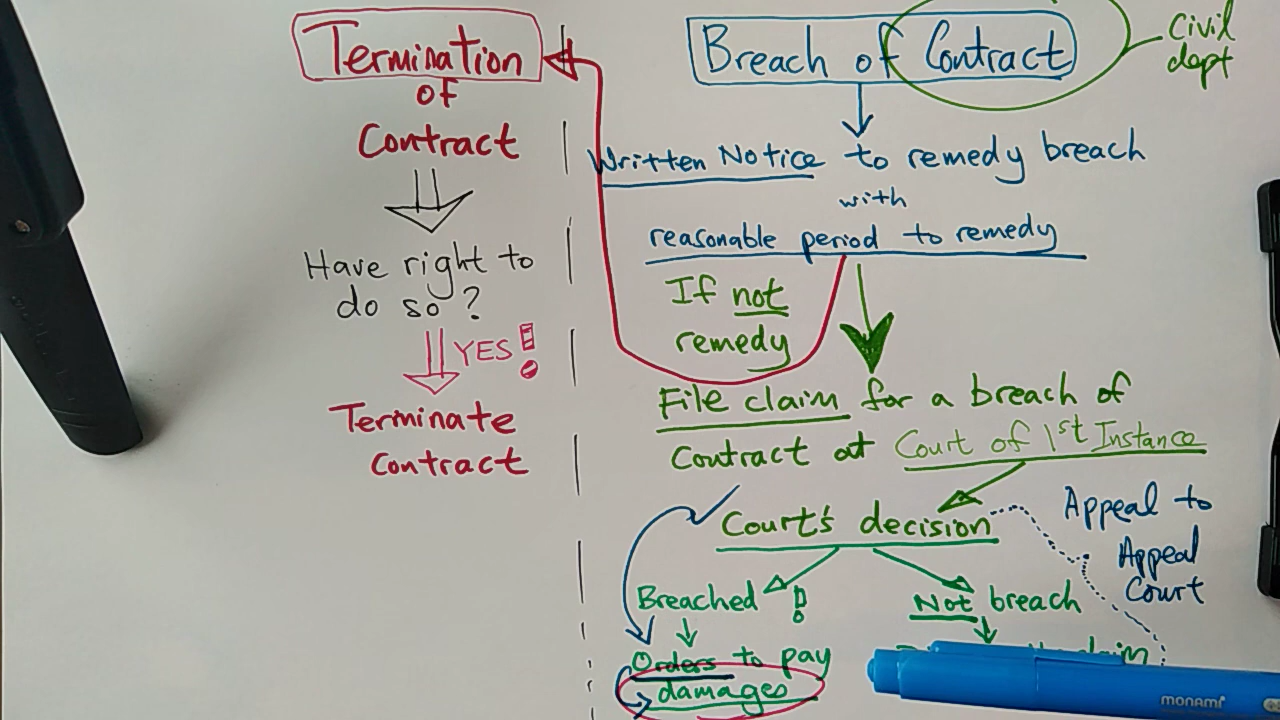 Termination
of
Contract
Have right to
do so?
YES!
Terminate
Contract
Breach of Contract
Civil
dept
Written Notice to remedy breach
with
reasonable period to remedy
If not
remedy
File claim for a breach of
Contract at Court of 1st Instance
Court's decision
Appeal to
Appeal
Court
Breached !
Not breach
Orders to pay
damages
monami